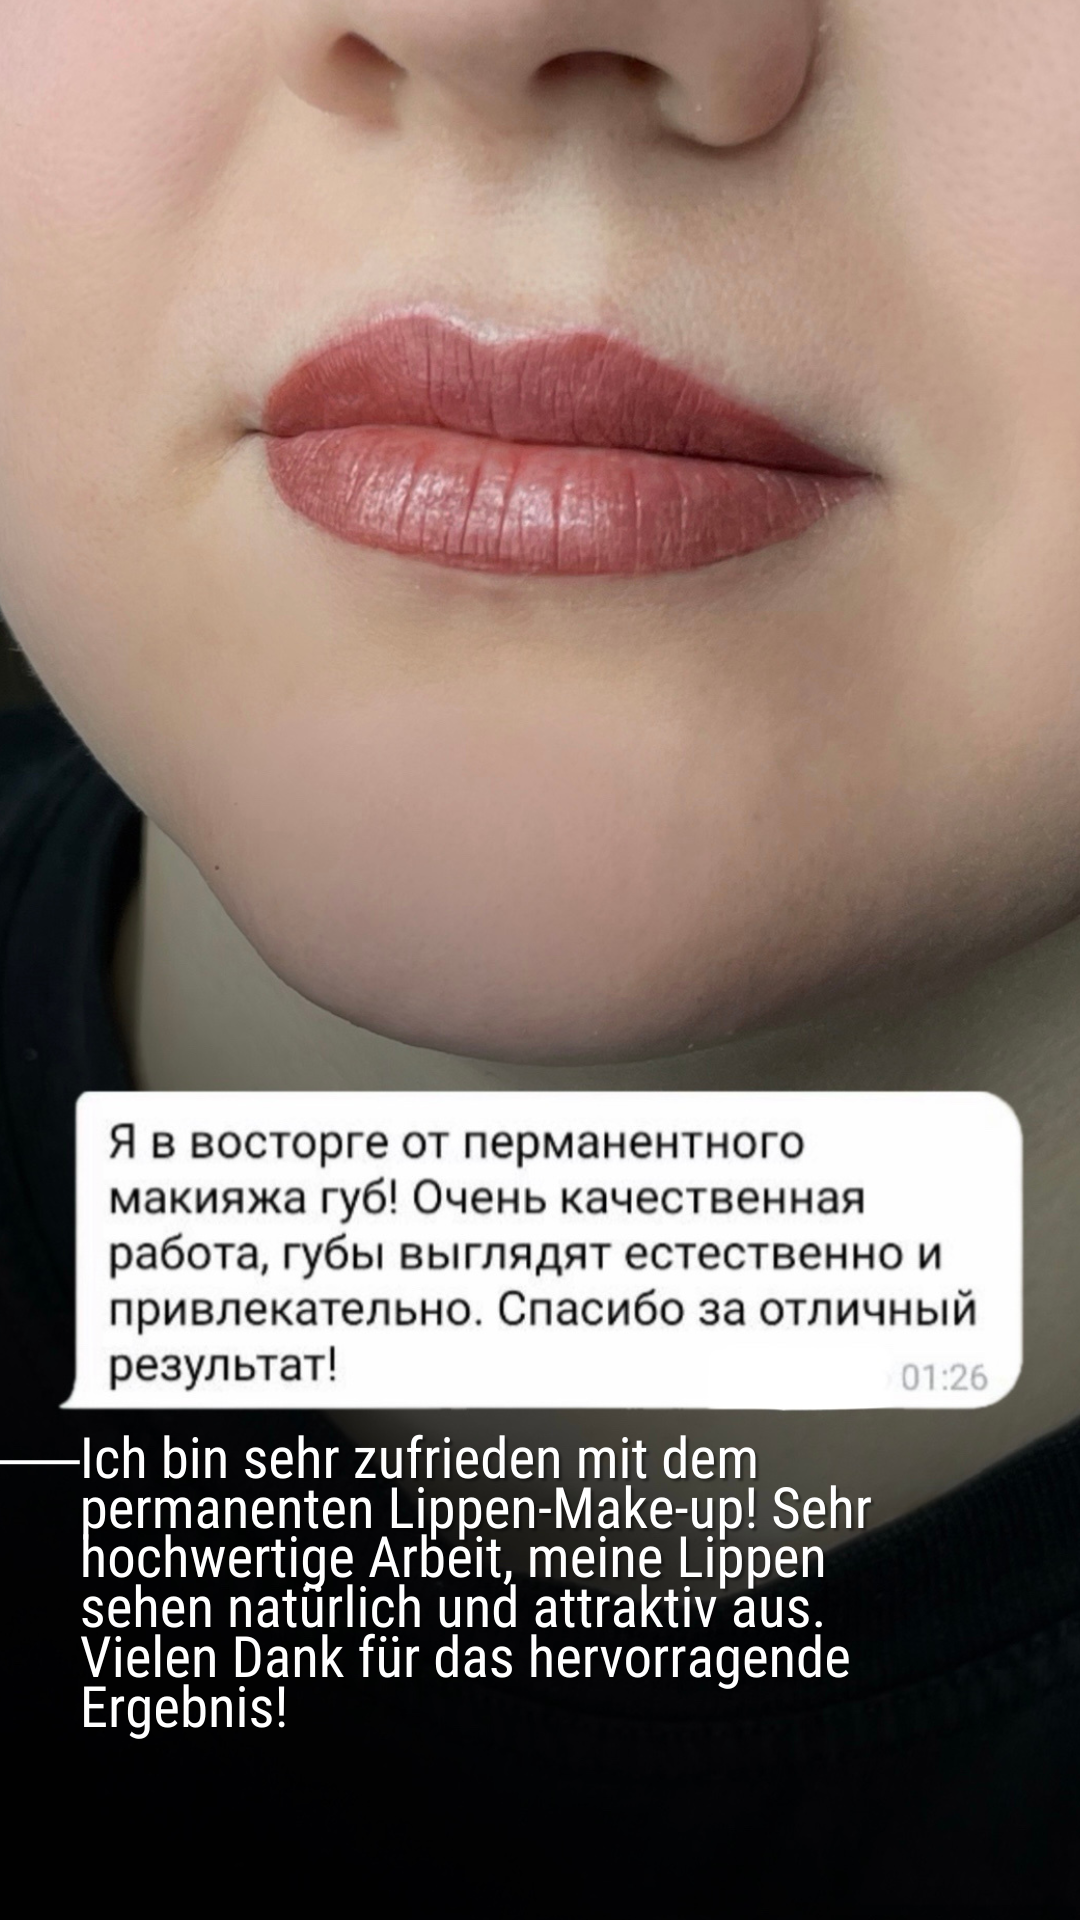 Я в восторге от перманентного
макияжа губ! Очень качественная
работа, губы выглядят естественно и
привлекательно. Спасибо за отличный
результат!
01:26
Ich bin sehr zufrieden mit dem
permanenten Lippen-Make-up! Sehr
hochwertige Arbeit, meine Lippen
sehen natürlich und attraktiv aus.
Vielen Dank für das hervorragende
Ergebnis!